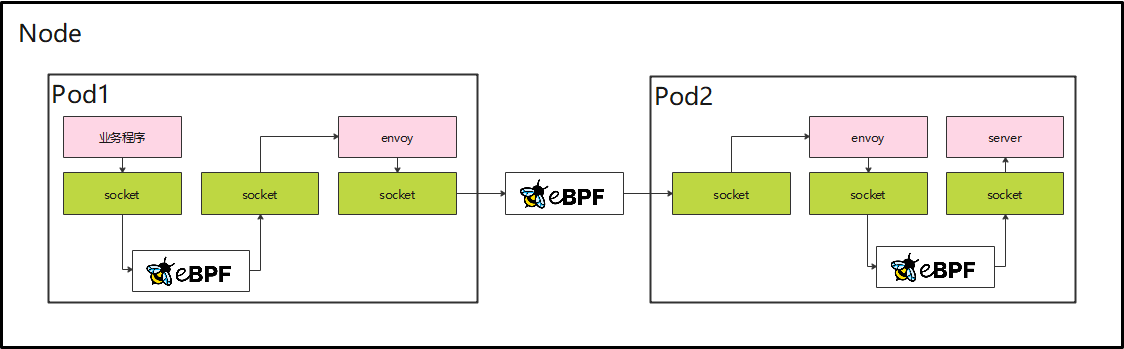 Node
Pod1
业务程序
envoy
socket
socket
socket
eBPF
eBPF
Pod2
envoy
server
socket
socket
socket
eBPF